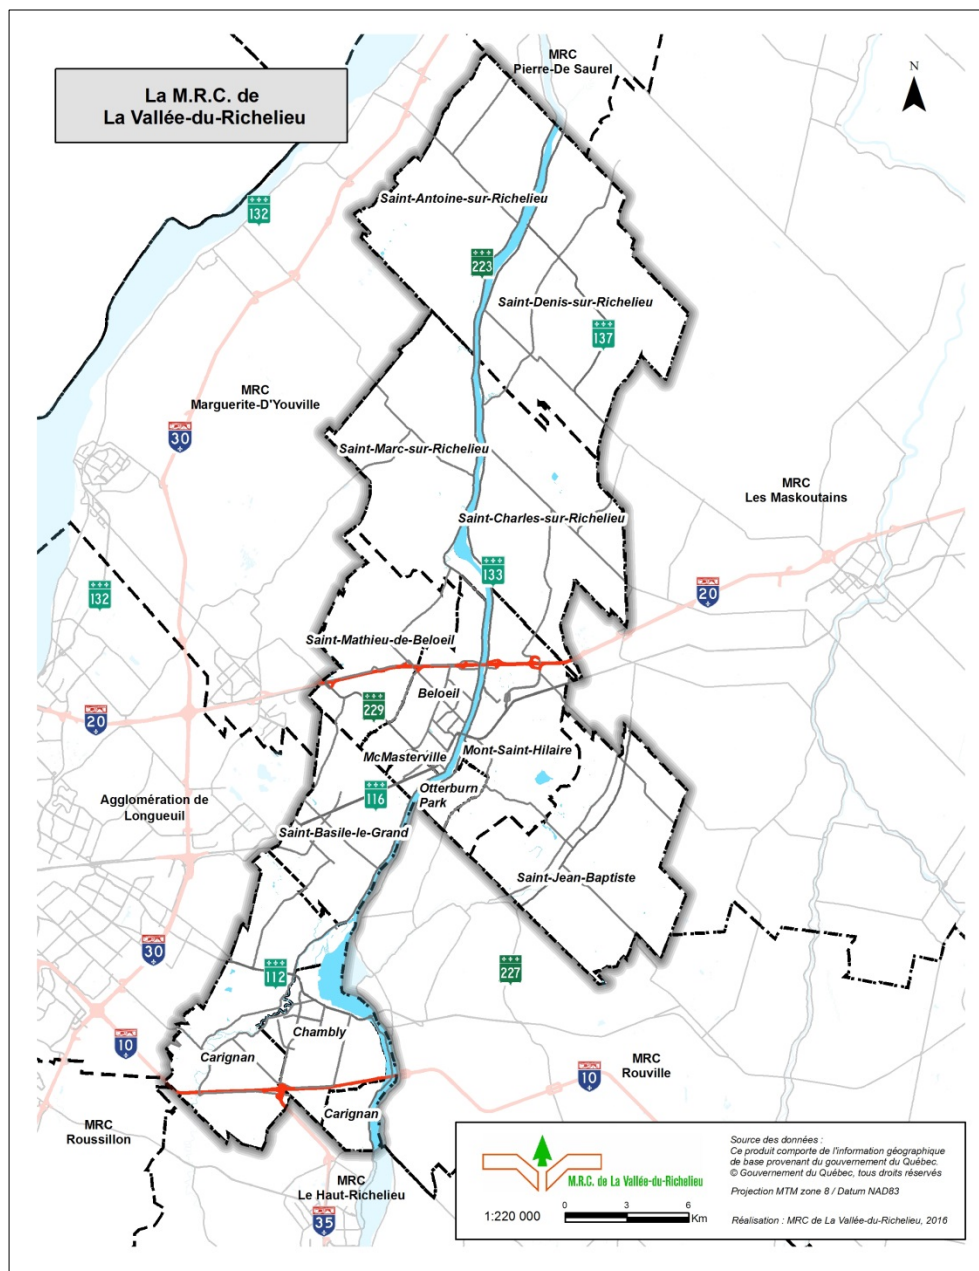 La M.R.C. de
La Vallée-du-Richelieu
MRC
Pierre-De Saurel
N
132
Saint-Antoine-sur-Richelieu
223
Saint-Denis-sur-Richelieu
137
MRC
Marguerite-D'Youville
30
Saint-Marc-sur-Richelieu
MRC
Les Maskoutains
Saint-Charles-sur-Richelieu
133
132
20
Saint-Mathieu-de-Beloeil
Beloeil
229
20
McMasterville
Mont-Saint-Hilaire
Otterburn
Park
116
Agglomération de
Longueuil
Saint-Basile-le-Grand
Saint-Jean-Baptiste
30
112
227
Chambly
10
Carignan
MRC
Rouville
10
Carignan
MRC
Roussillon
MRC
Le Haut-Richelieu
35
M.R.C. de La Vallée-du-Richelieu
1:220 000
0 3 6
Km
Source des données :
Ce produit comporte de l'information géographique
de base provenant du gouvernement du Québec.
© Gouvernement du Québec, tous droits réservés
Projection MTM zone 8 / Datum NAD83
Réalisation : MRC de La Vallée-du-Richelieu, 2016